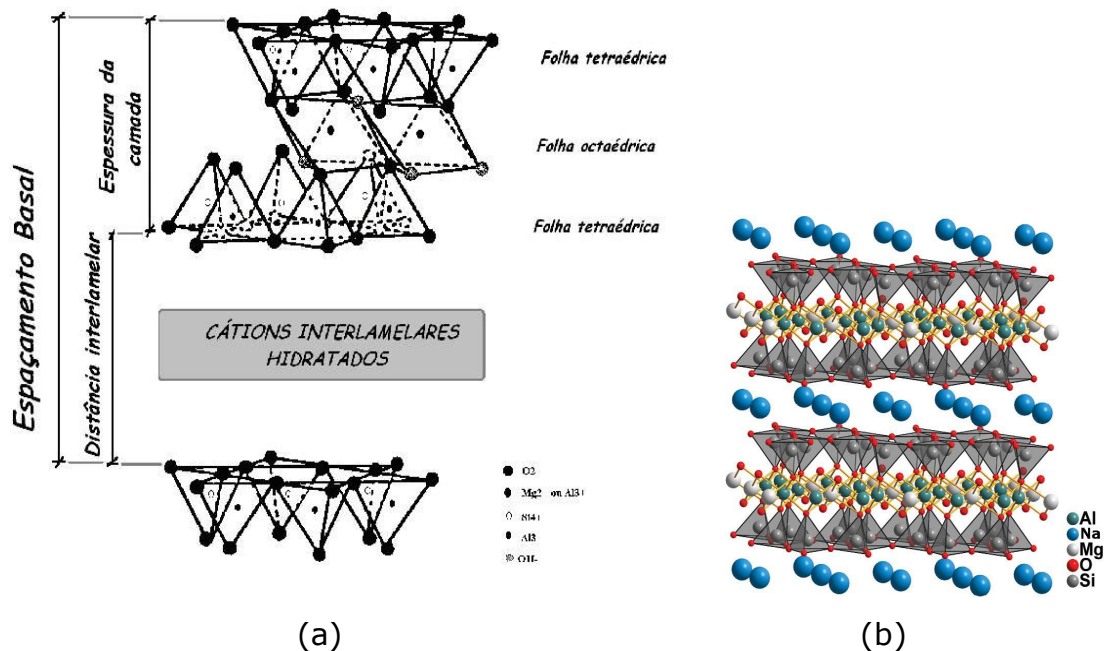 Espaçamento Basal
Espessura da
camada
Distância interlamelar
Folha tetraédrica
Folha octaédrica
Folha tetraédrica
CÁTIONS INTERLAMELARES
HIDRATADOS
O2
Mg2 ou Al3+
Si4+
Al3
OH-
(a)
Al
Na
Mg
O
Si
(b)